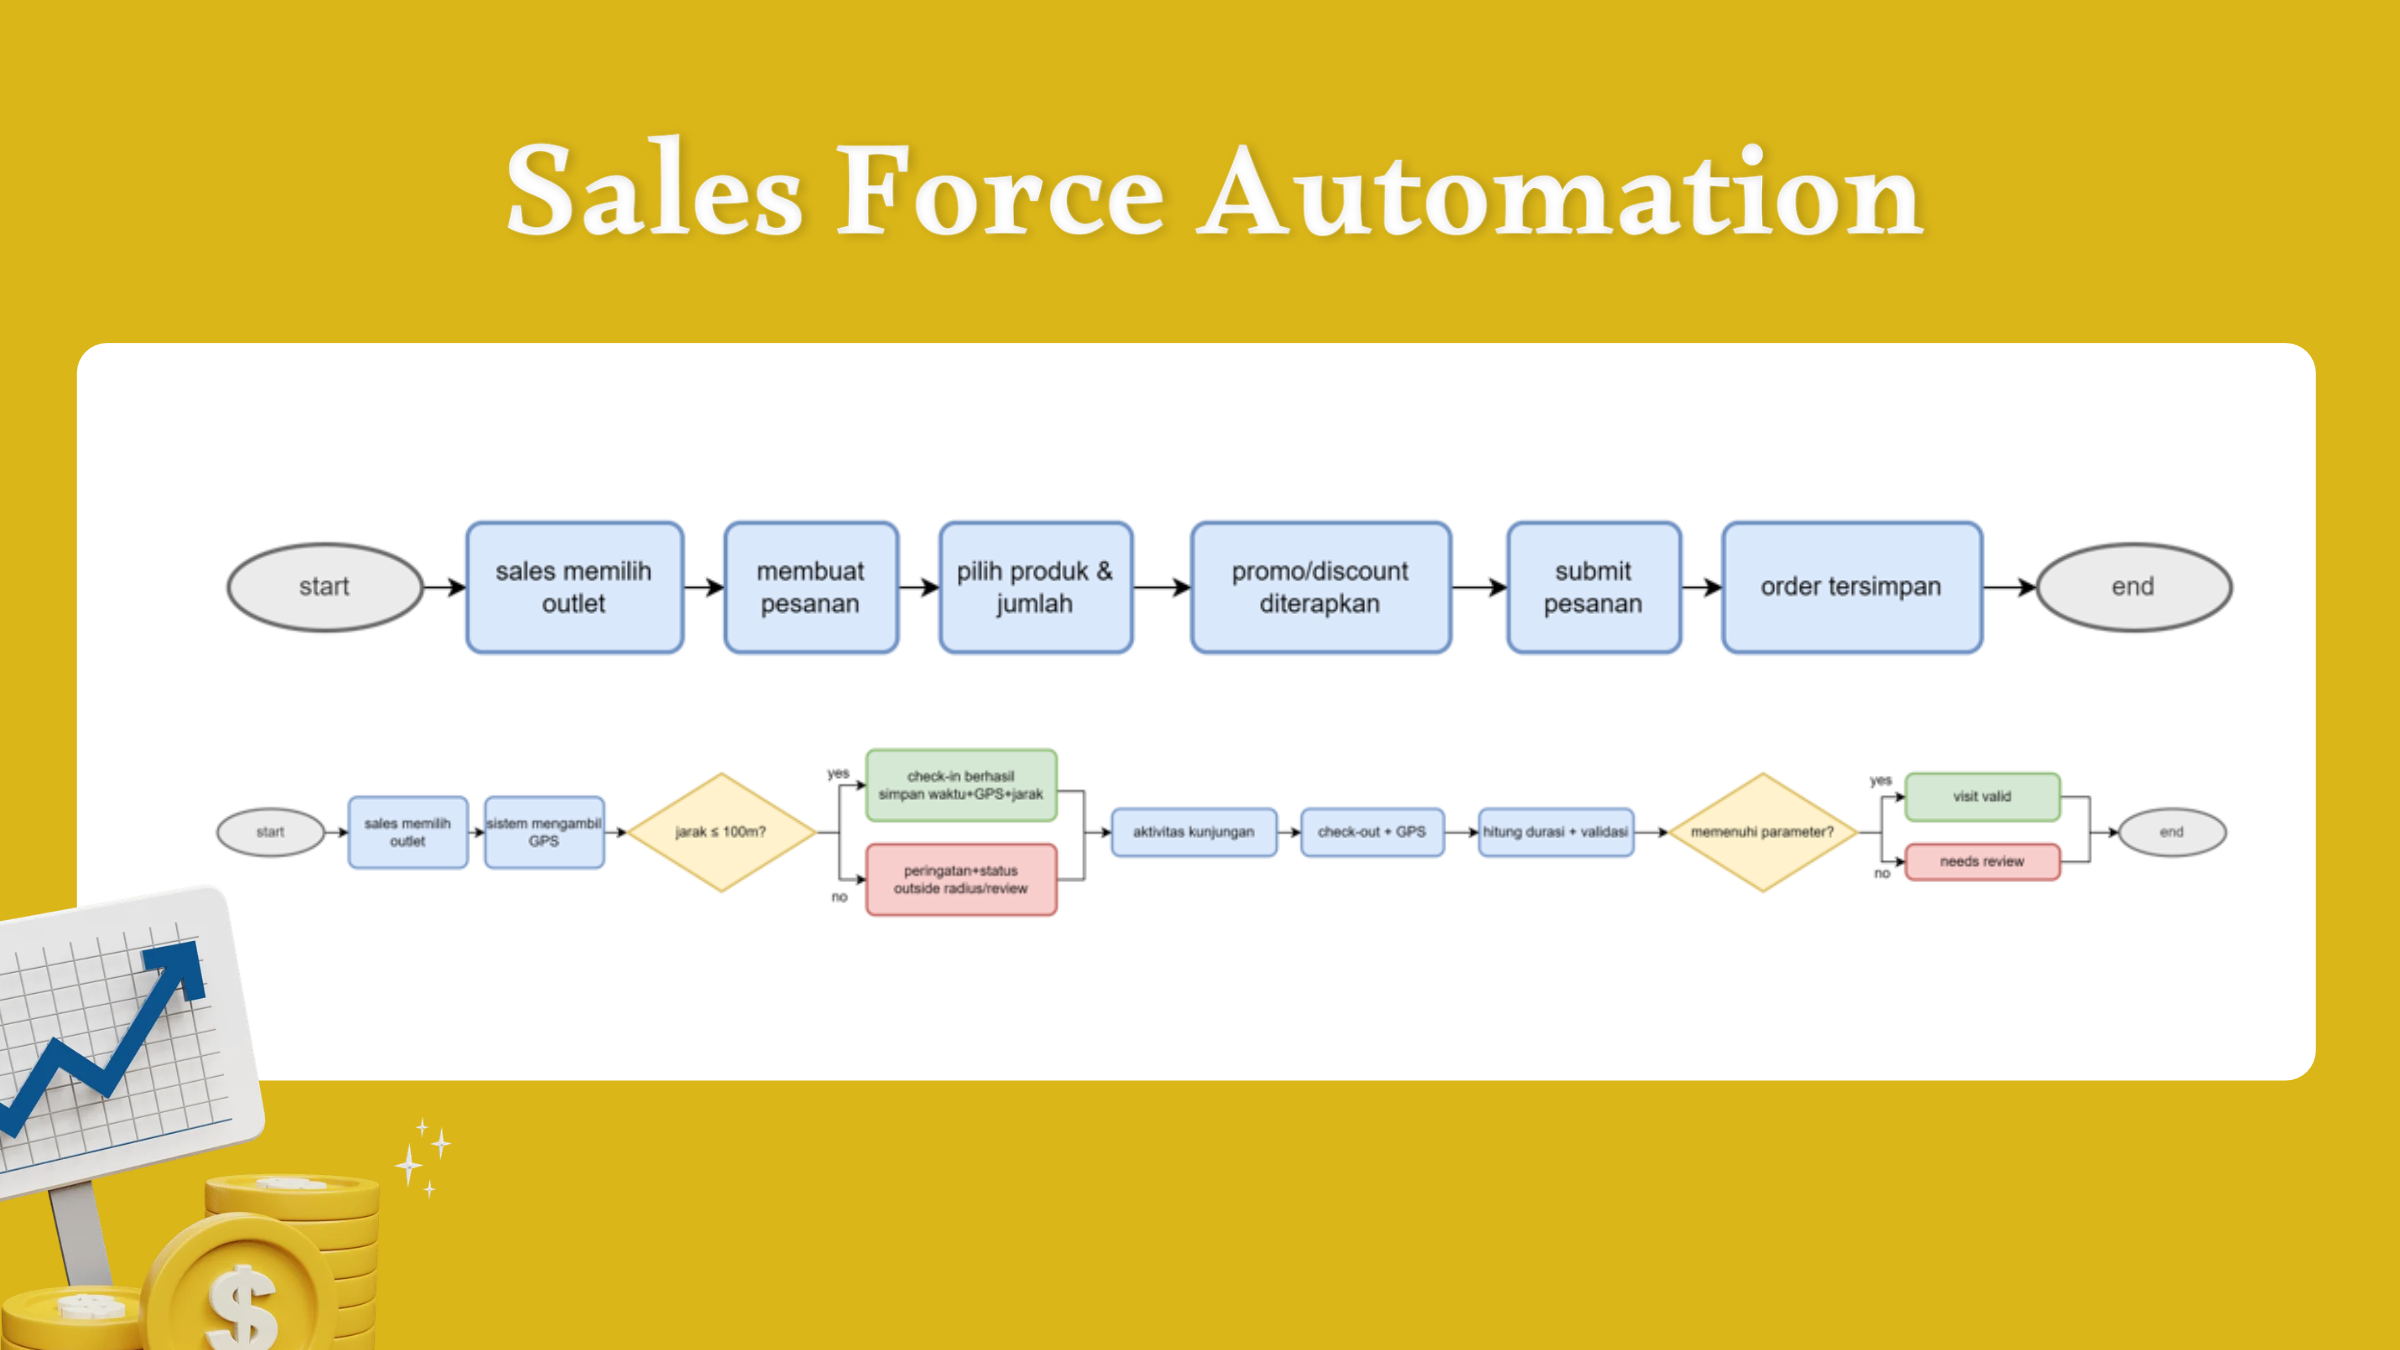 Sales Force Automation
start
sales memilih
outlet
membuat
pesanan
pilih produk &
jumlah
promo/discount
diterapkan
submit
pesanan
order tersimpan
end
start
sales memilih
outlet
sistem mengambil
GPS
jarak ≤ 100m?
yes
check-in berhasil
simpan waktu+GPS+jarak
no
peringatan+status
outside radius/review
aktivitas kunjungan
check-out + GPS
hitung durasi + validasi
memenuhi parameter?
yes
visit valid
no
needs review
end
$